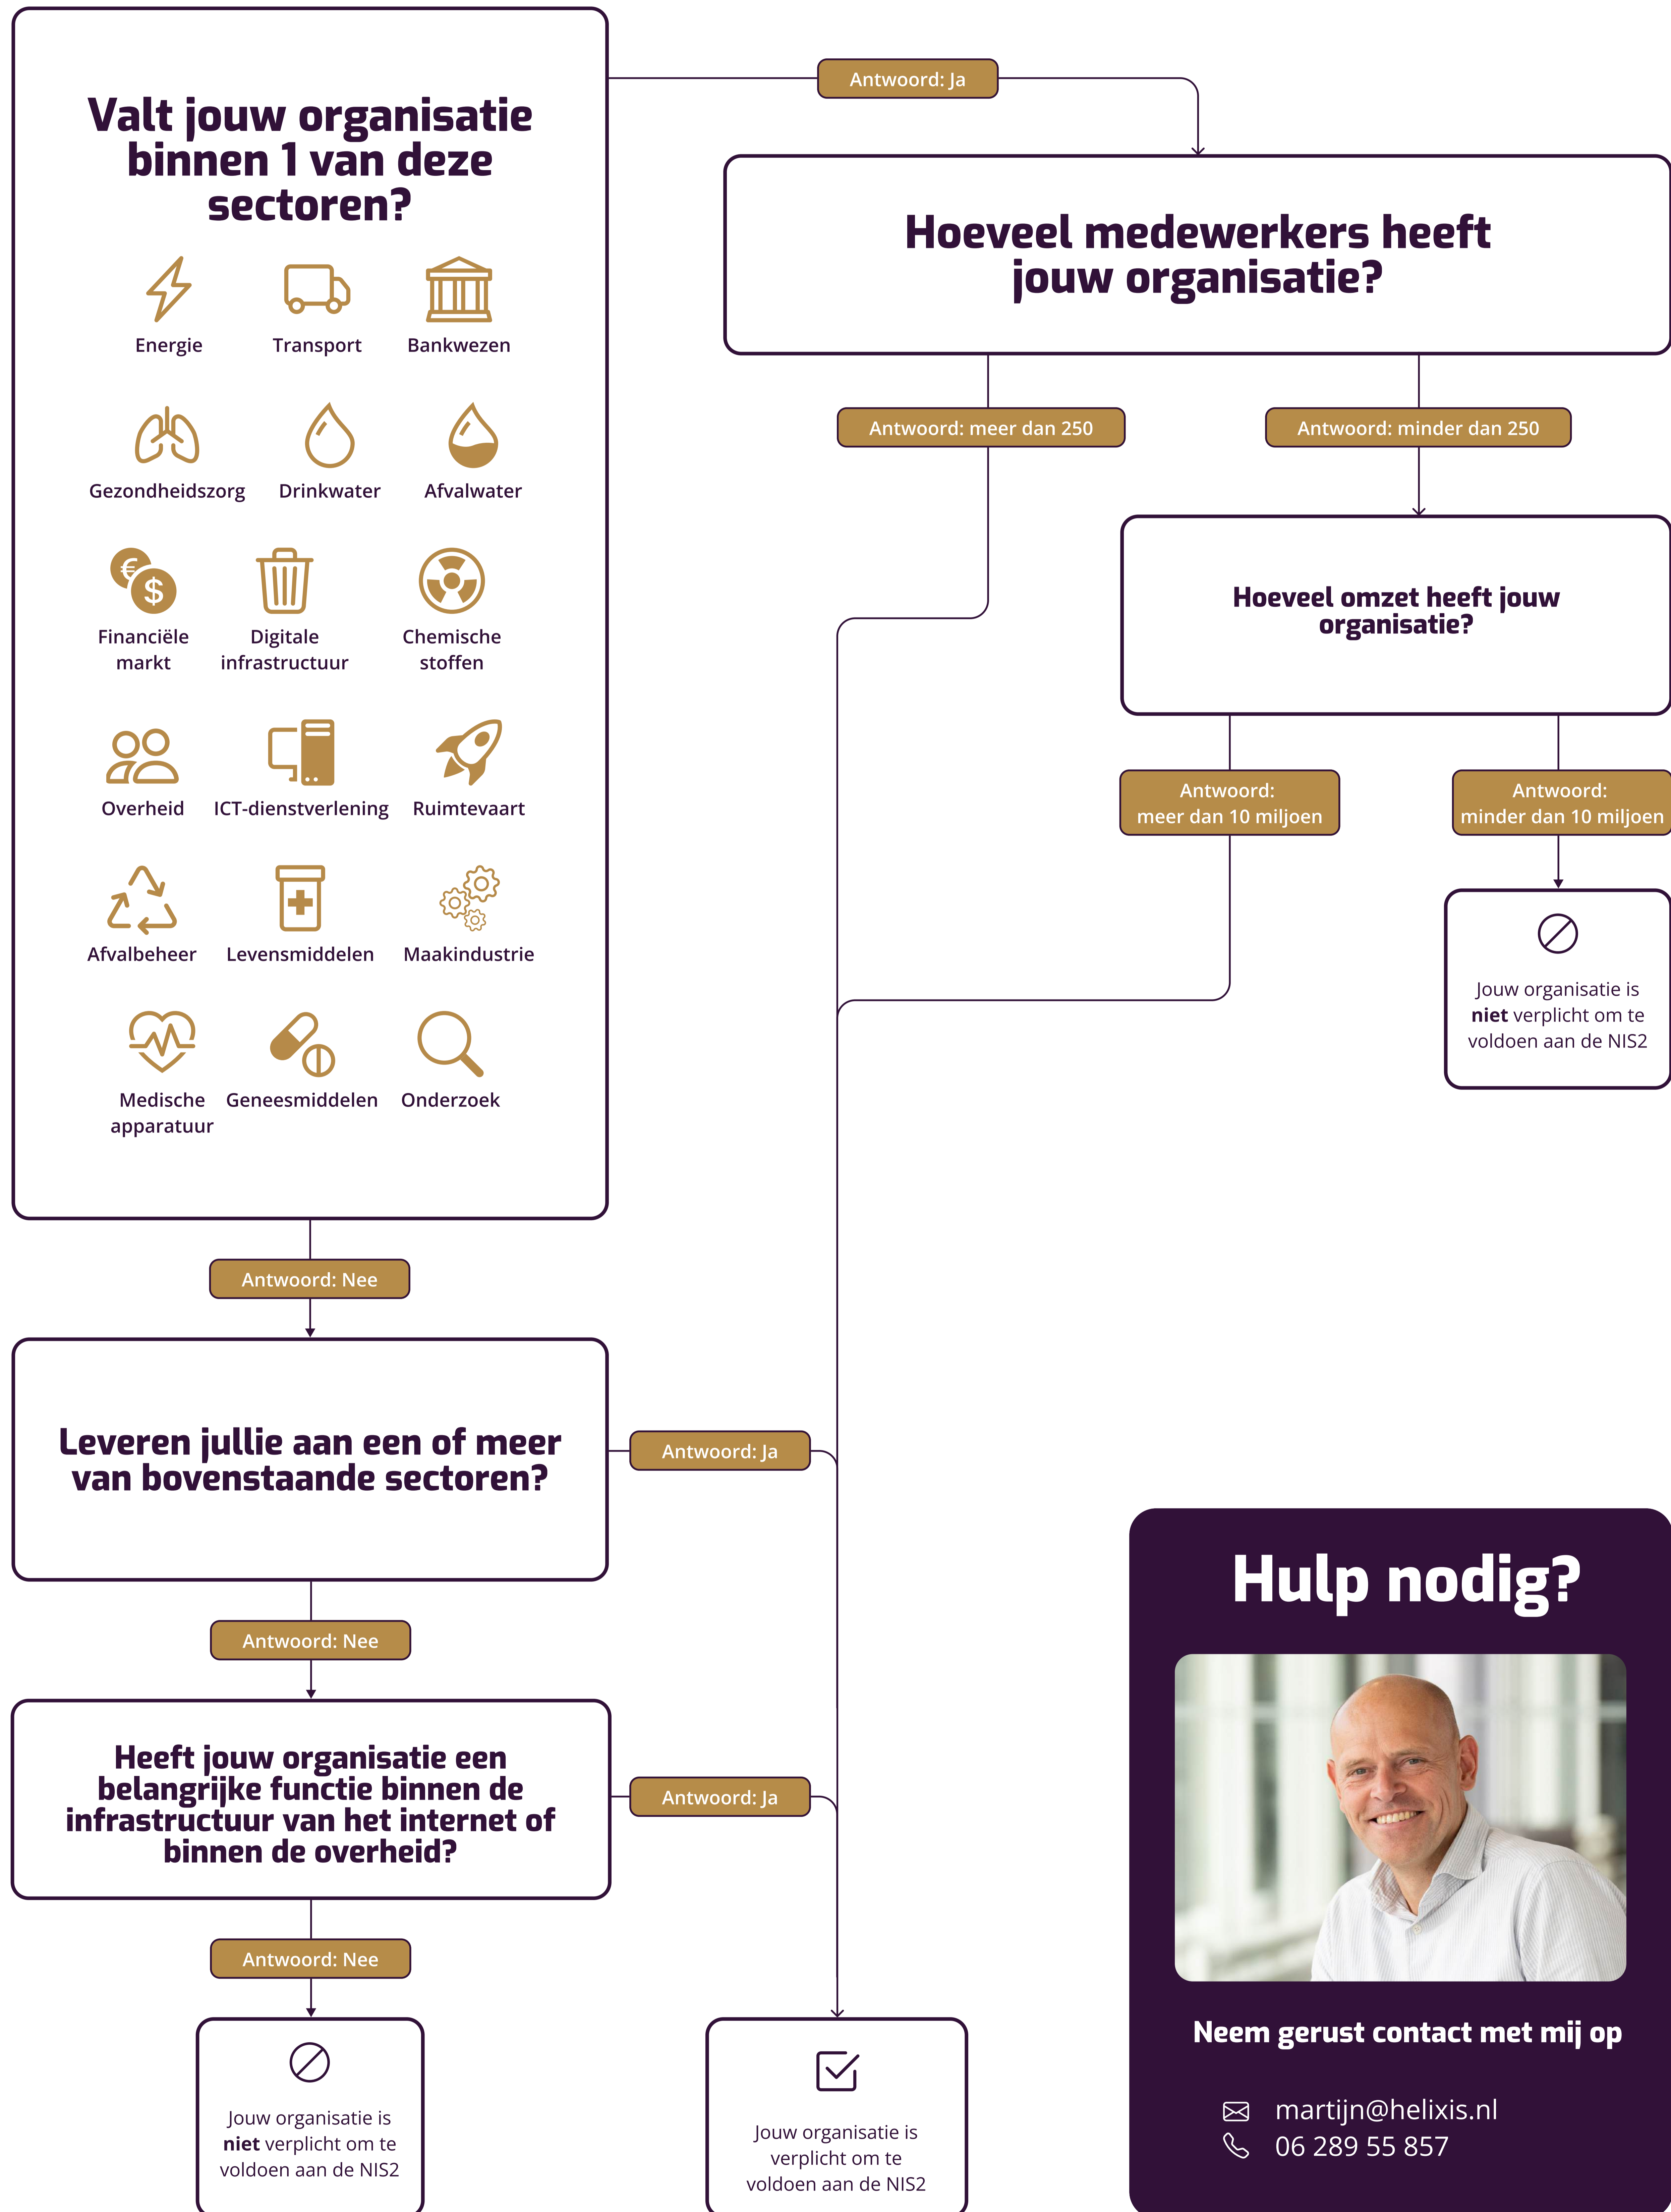 Valt jouw organisatie
binnen 1 van deze
sectoren?
Energie
Transport
Bankwezen
Gezondheidszorg
Drinkwater
Afvalwater
€
$
Financiële
markt
Digitale
infrastructuur
Chemische
stoffen
Overheid
ICT-dienstverlening
Ruimtevaart
Afvalbeheer
Levensmiddelen
Maakindustrie
Medische
apparatuur
Geneesmiddelen
Onderzoek
Antwoord: Ja
Hoeveel medewerkers heeft
jouw organisatie?
Antwoord: meer dan 250
Antwoord: minder dan 250
Hoeveel omzet heeft jouw
organisatie?
Antwoord:
meer dan 10 miljoen
Antwoord:
minder dan 10 miljoen
Jouw organisatie is
niet verplicht om te
voldoen aan de NIS2
Antwoord: Nee
Leveren jullie aan een of meer
van bovenstaande sectoren?
Antwoord: Ja
Antwoord: Nee
Heeft jouw organisatie een
belangrijke functie binnen de
infrastructuur van het internet of
binnen de overheid?
Antwoord: Ja
Antwoord: Nee
Jouw organisatie is
niet verplicht om te
voldoen aan de NIS2
Jouw organisatie is
verplicht om te
voldoen aan de NIS2
Hulp nodig?
Neem gerust contact met mij op
martijn@helixis.nl
06 289 55 857